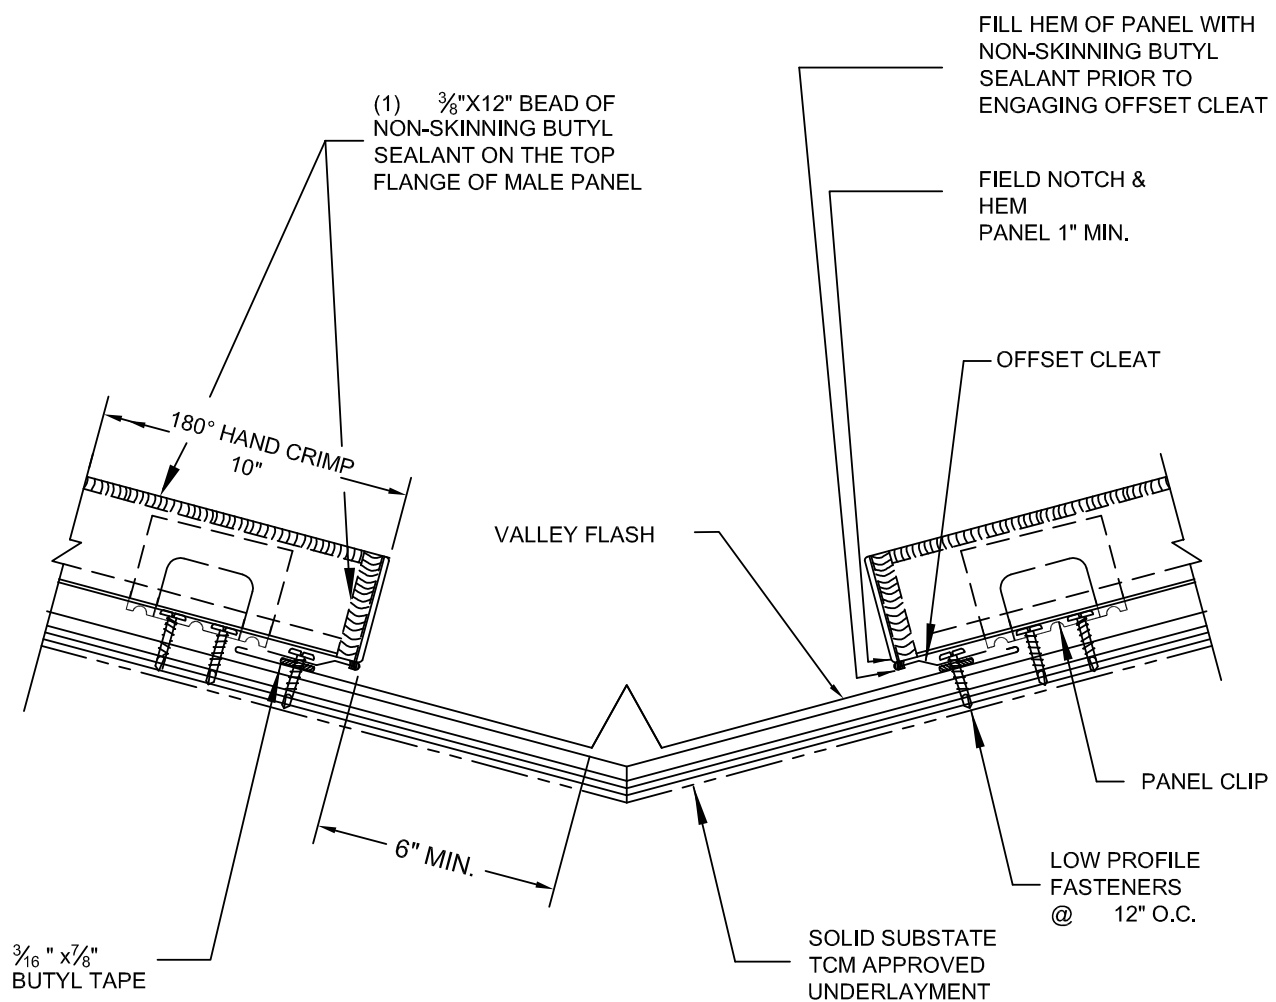 FILL HEM OF PANEL WITH
NON-SKINNING BUTYL
SEALANT PRIOR TO
ENGAGING OFFSET CLEAT
(1) ⅜"X12" BEAD OF
NON-SKINNING BUTYL
SEALANT ON THE TOP
FLANGE OF MALE PANEL
FIELD NOTCH &
HEM
PANEL 1" MIN.
OFFSET CLEAT
180° HAND CRIMP
10"
VALLEY FLASH
PANEL CLIP
6" MIN.
LOW PROFILE
FASTENERS
@ 12" O.C.
3⁄16 " x⅞"
BUTYL TAPE
SOLID SUBSTATE
TCM APPROVED
UNDERLAYMENT